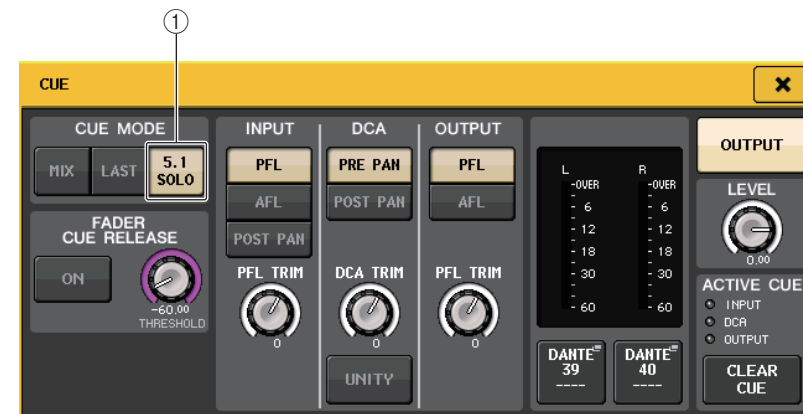 ①
CUE
CUE MODE
MIX
LAST
5.1
SOLO
FADER
CUE RELEASE
ON
-60.00
THRESHOLD
INPUT
PFL
AFL
POST PAN
PFL TRIM
0
DCA
PRE PAN
POST PAN
DCA TRIM
0
UNITY
OUTPUT
PFL
AFL
PFL TRIM
0
L R
-OVER -OVER
- 6 - 6
- 12 - 12
- 18 - 18
- 30 - 30
- 60 - 60
DANTE
39
----
DANTE
40
----
OUTPUT
LEVEL
0.00
ACTIVE CUE
INPUT
DCA
OUTPUT
CLEAR
CUE